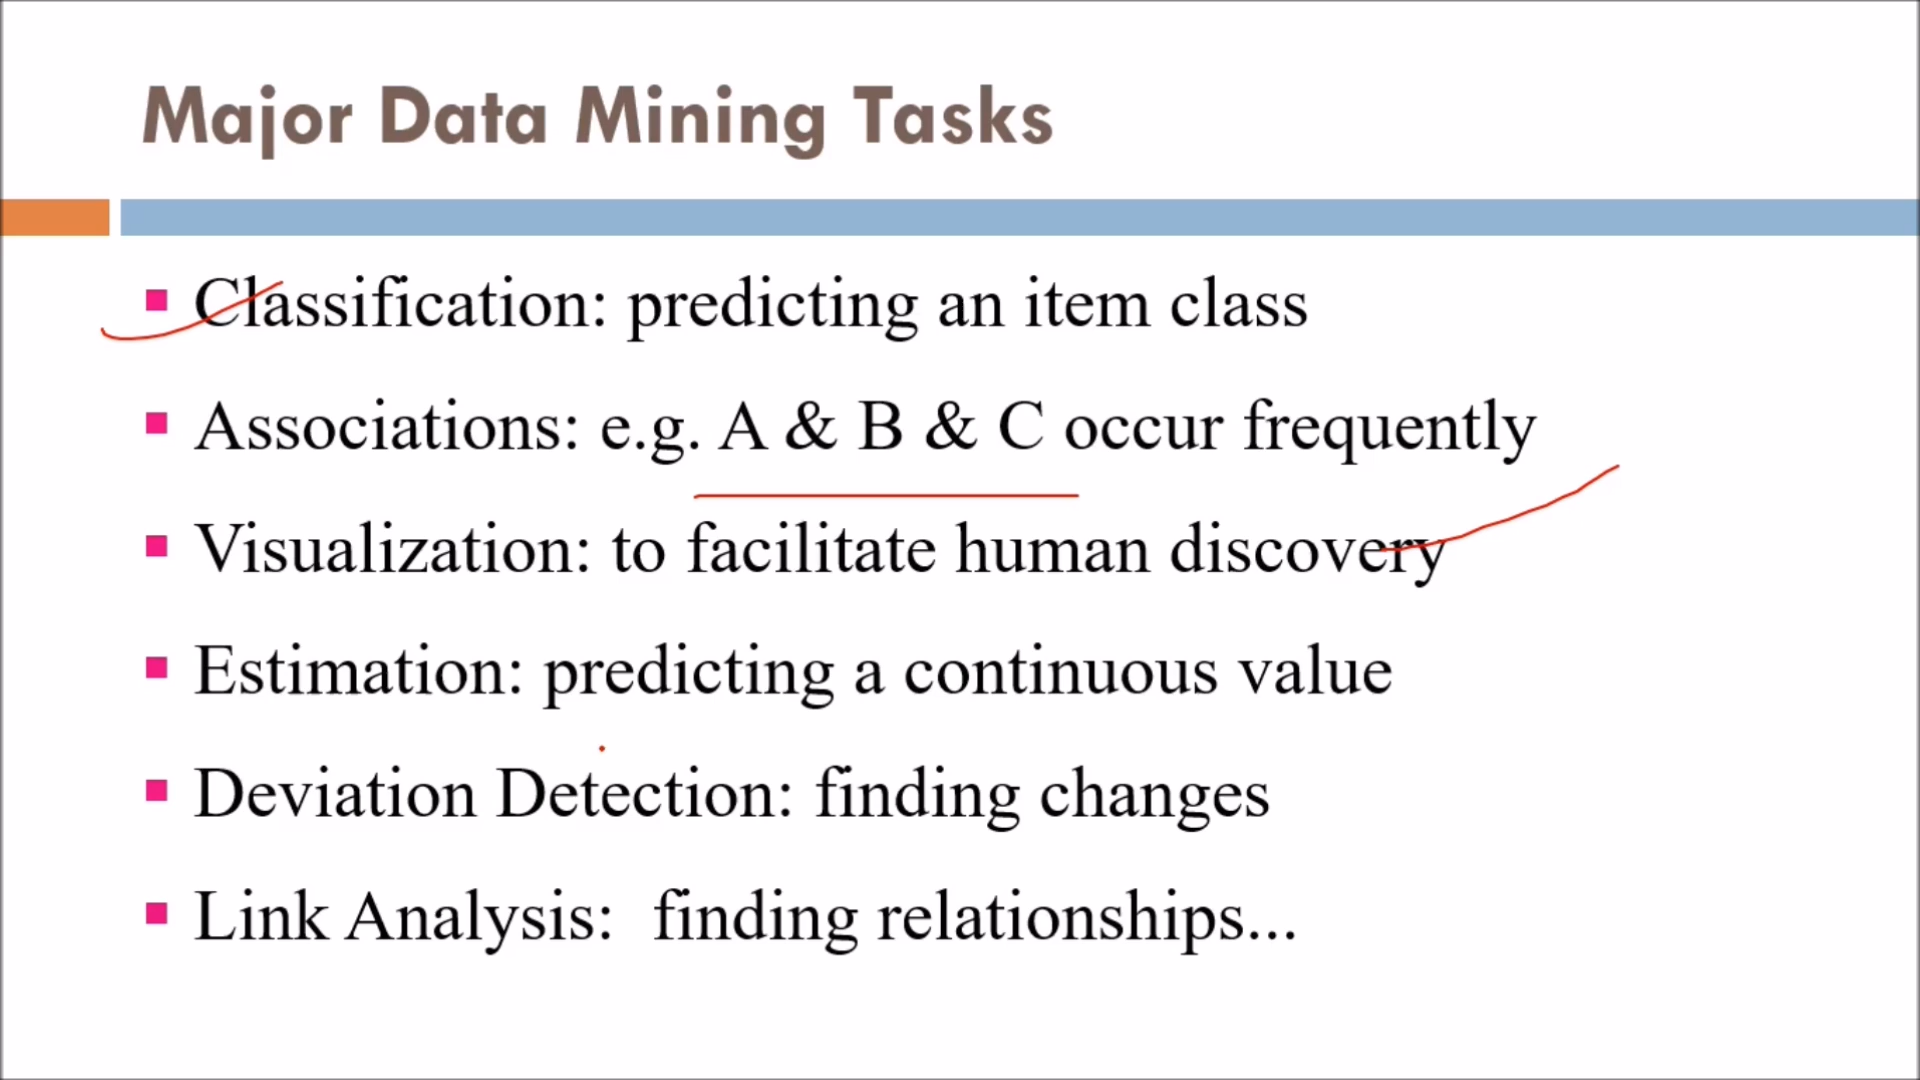 Major Data Mining Tasks
Classification: predicting an item class
Associations: e.g. A & B & C occur frequently
Visualization: to facilitate human discovery
Estimation: predicting a continuous value
Deviation Detection: finding changes
Link Analysis: finding relationships...